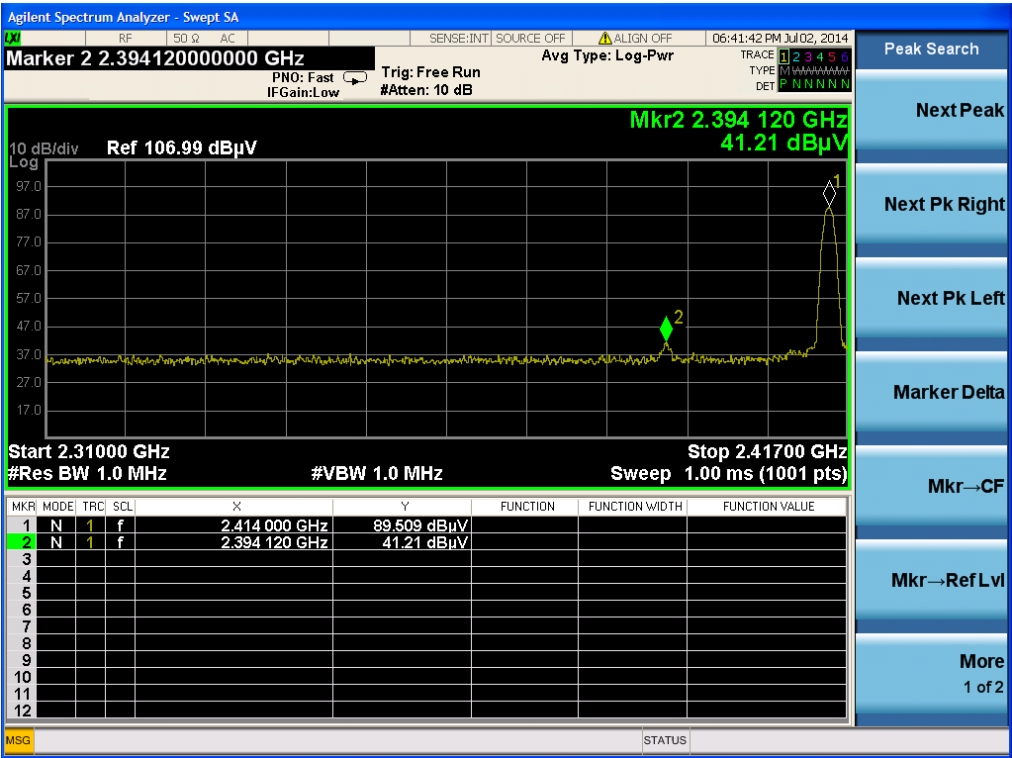 Agilent Spectrum Analyzer - Swept SA
LXI RF 50 Ω AC SENSE:INT SOURCE OFF ALIGN OFF 06:41:42 PM Jul 02, 2014
Marker 2 2.394120000000 GHz
PNO: Fast
IFGain:Low
Trig: Free Run
#Atten: 10 dB
Avg Type: Log-Pwr
TRACE 1 2 3 4 5 6
TYPE M WWWWW
DET P N N N N N
Mkr2 2.394 120 GHz
41.21 dBµV
10 dB/div Ref 106.99 dBµV
Log
97.0
87.0
77.0
67.0
57.0
47.0
37.0
27.0
17.0
1
2
Start 2.31000 GHz Stop 2.41700 GHz
#Res BW 1.0 MHz #VBW 1.0 MHz Sweep 1.00 ms (1001 pts)
MKR MODE TRC SCL X Y FUNCTION FUNCTION WIDTH FUNCTION VALUE
1 N 1 f 2.414 000 GHz 89.509 dBµV
2 N 1 f 2.394 120 GHz 41.21 dBµV
3
4
5
6
7
8
9
10
11
12
MSG STATUS
Peak Search
Next Peak
Next Pk Right
Next Pk Left
Marker Delta
Mkr→CF
Mkr→Ref Lvl
More
1 of 2